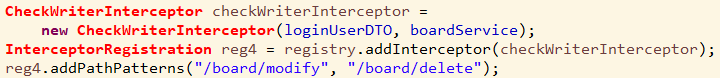 CheckWriterInterceptor checkWriterInterceptor =
new CheckWriterInterceptor(loginUserDTO, boardService);
InterceptorRegistration reg4 = registry.addInterceptor(checkWriterInterceptor);
reg4.addPathPatterns("/board/modify", "/board/delete");